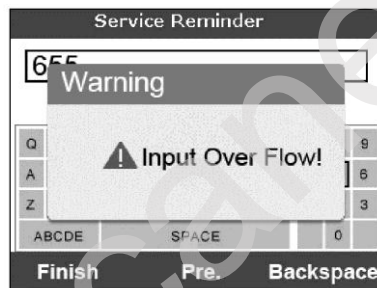 Service Reminder
655
Warning
Input Over Flow!
Q 9
A 6
Z 3
ABCDE SPACE 0
Finish Pre. Backspace